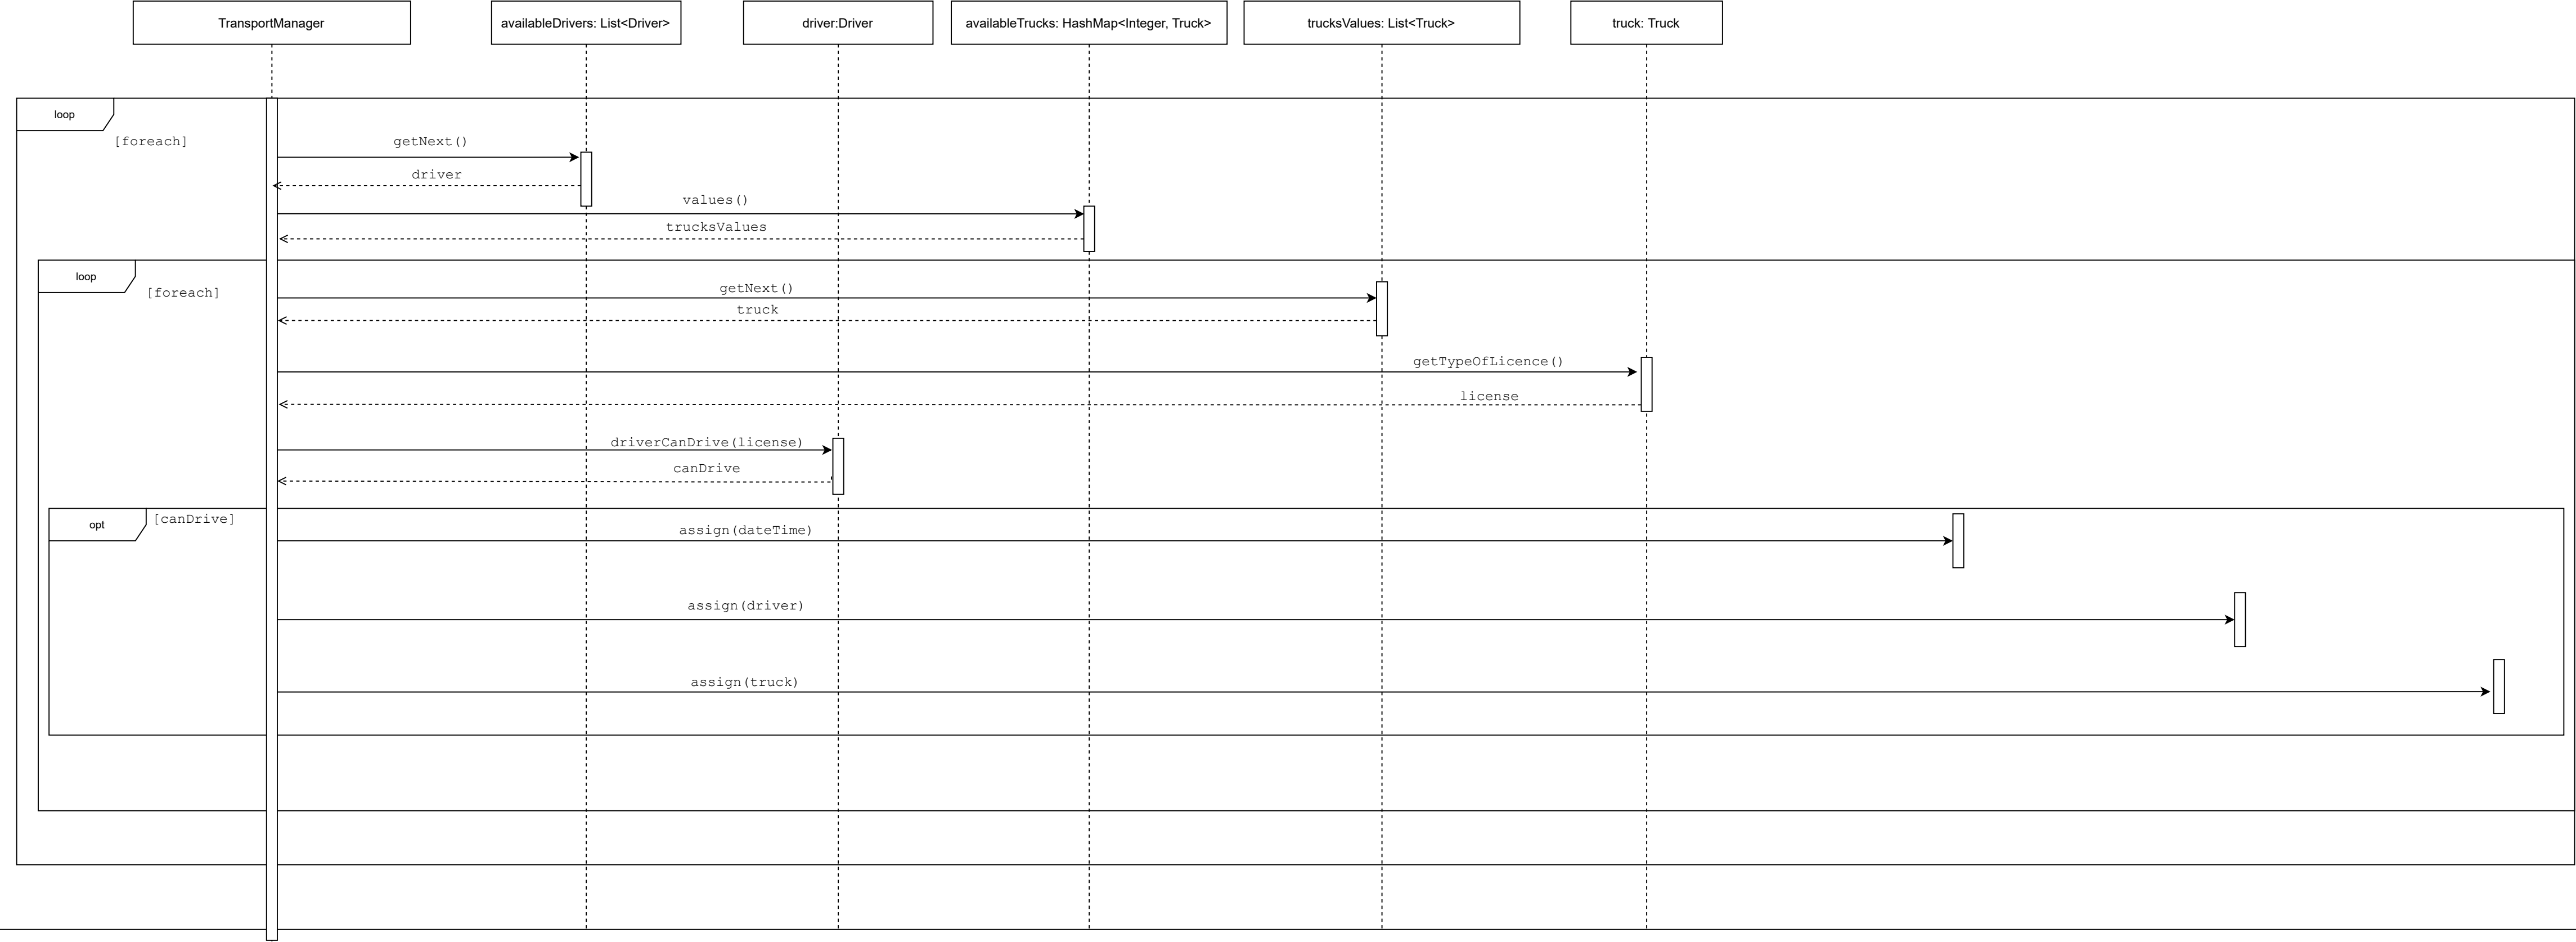 TransportManager
availableDrivers: List<Driver>
driver:Driver
availableTrucks: HashMap<Integer, Truck>
trucksValues: List<Truck>
truck: Truck
loop
[foreach]
getNext()
driver
values()
trucksValues
loop
[foreach]
getNext()
truck
getTypeOfLicence()
license
driverCanDrive(license)
canDrive
opt
[canDrive]
assign(dateTime)
assign(driver)
assign(truck)